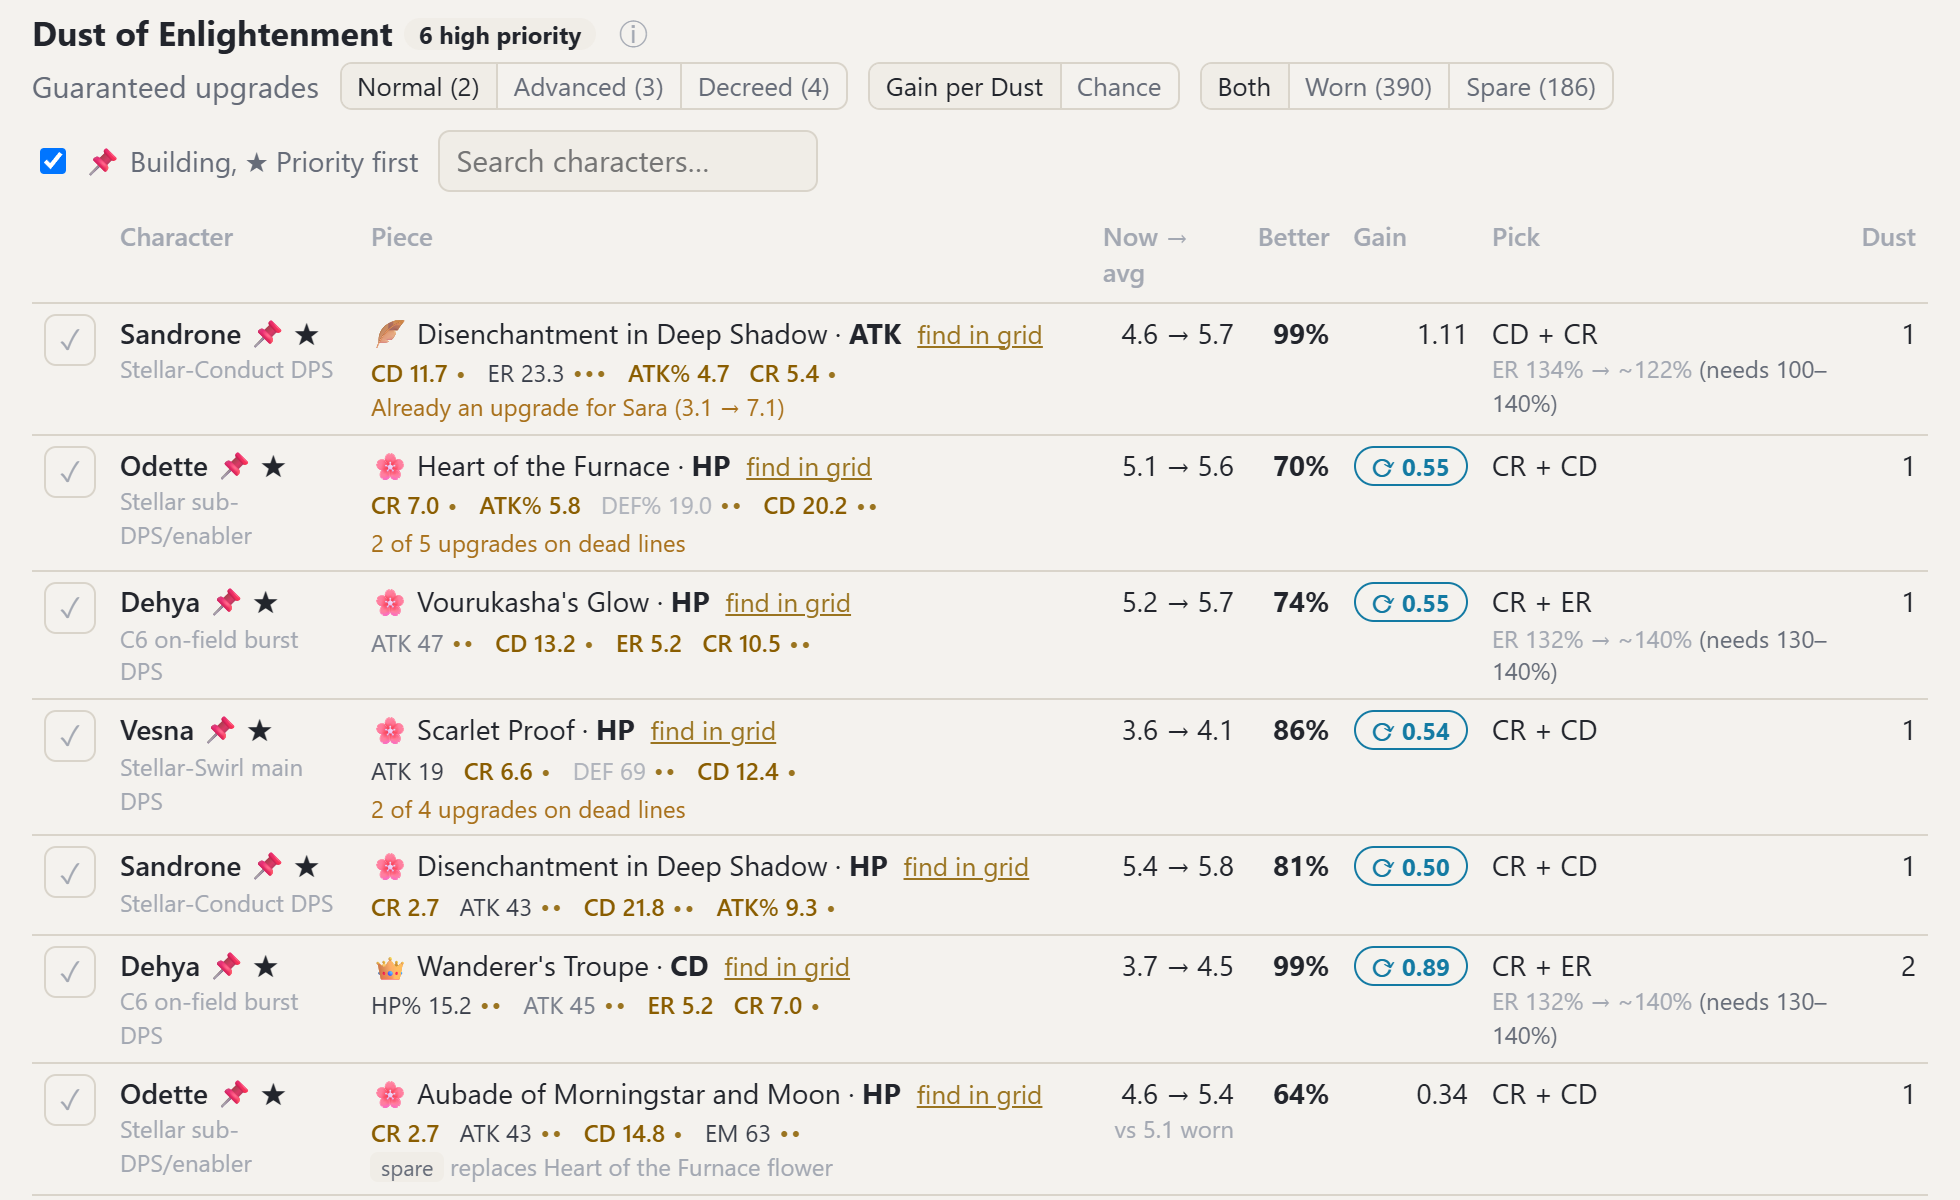 Dust of Enlightenment 6 high priority ⓘ
Guaranteed upgrades Normal (2) Advanced (3) Decreed (4) Gain per Dust Chance Both Worn (390) Spare (186)
📌 Building, ★ Priority first Search characters...
Character Piece Now → Better Gain Pick Dust
avg
✓ Sandrone 📌 ★ Disenchantment in Deep Shadow · ATK find in grid 4.6 → 5.7 99% 1.11 CD + CR 1
Stellar-Conduct DPS CD 11.7 • ER 23.3 ••• ATK% 4.7 CR 5.4 • ER 134% → ~122% (needs 100–
Already an upgrade for Sara (3.1 → 7.1) 140%)
✓ Odette 📌 ★ Heart of the Furnace · HP find in grid 5.1 → 5.6 70% ⟳ 0.55 CR + CD 1
Stellar sub- CR 7.0 • ATK% 5.8 DEF% 19.0 •• CD 20.2 ••
DPS/enabler 2 of 5 upgrades on dead lines
✓ Dehya 📌 ★ Vourukasha's Glow · HP find in grid 5.2 → 5.7 74% ⟳ 0.55 CR + ER 1
C6 on-field burst ATK 47 •• CD 13.2 • ER 5.2 CR 10.5 •• ER 132% → ~140% (needs 130–
DPS 140%)
✓ Vesna 📌 ★ Scarlet Proof · HP find in grid 3.6 → 4.1 86% ⟳ 0.54 CR + CD 1
Stellar-Swirl main ATK 19 CR 6.6 • DEF 69 •• CD 12.4 •
DPS 2 of 4 upgrades on dead lines
✓ Sandrone 📌 ★ Disenchantment in Deep Shadow · HP find in grid 5.4 → 5.8 81% ⟳ 0.50 CR + CD 1
Stellar-Conduct DPS CR 2.7 ATK 43 •• CD 21.8 •• ATK% 9.3 •
✓ Dehya 📌 ★ Wanderer's Troupe · CD find in grid 3.7 → 4.5 99% ⟳ 0.89 CR + ER 2
C6 on-field burst HP% 15.2 •• ATK 45 •• ER 5.2 CR 7.0 • ER 132% → ~140% (needs 130–
DPS 140%)
✓ Odette 📌 ★ Aubade of Morningstar and Moon · HP find in grid 4.6 → 5.4 64% 0.34 CR + CD 1
Stellar sub- CR 2.7 ATK 43 •• CD 14.8 • EM 63 •• vs 5.1 worn
DPS/enabler spare replaces Heart of the Furnace flower